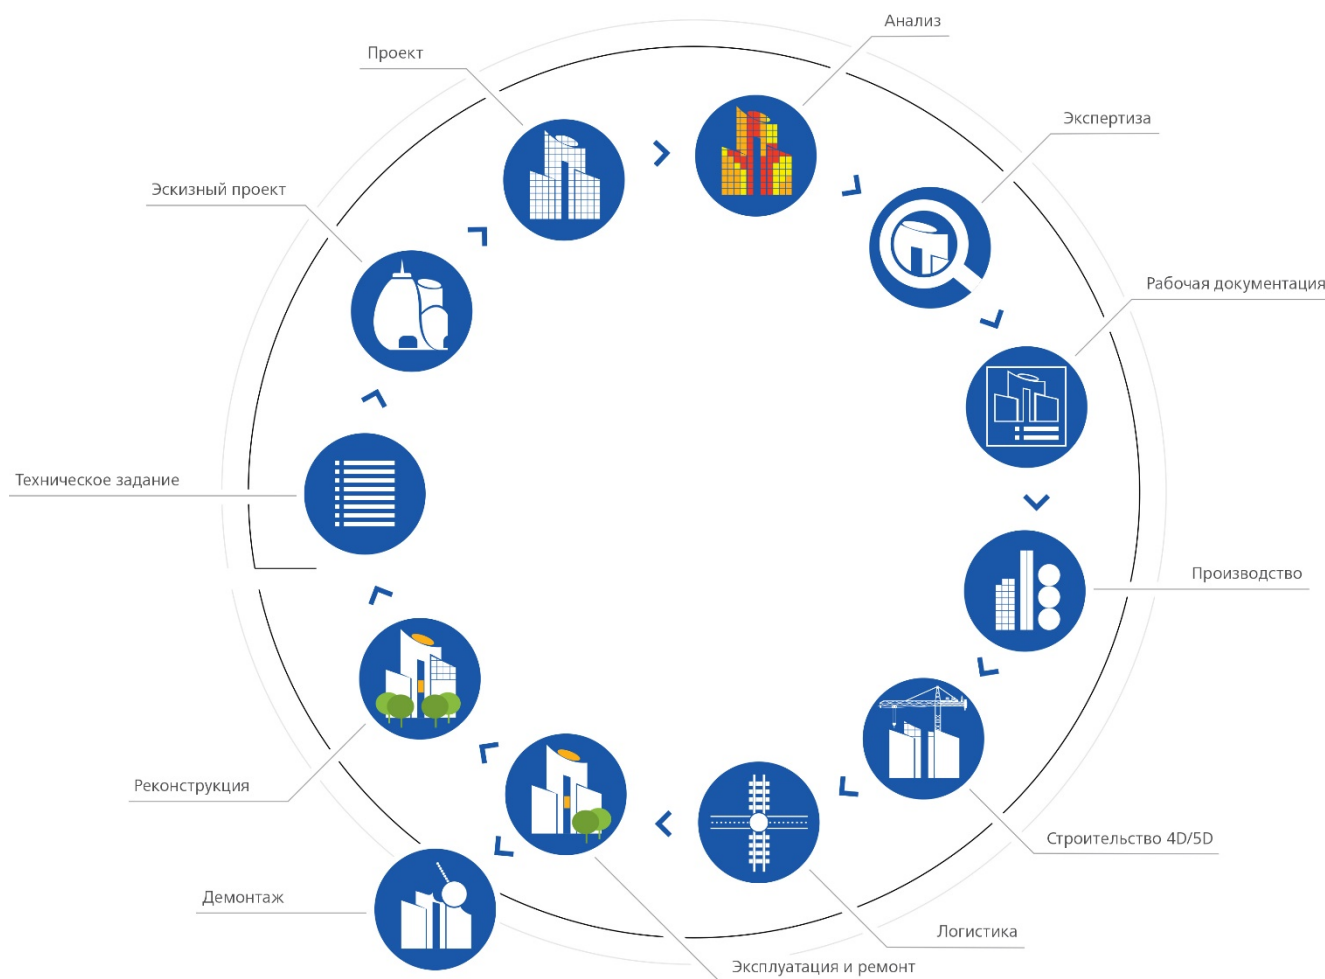 Анализ
Проект
Экспертиза
Эскизный проект
Рабочая документация
Техническое задание
Производство
Реконструкция
Строительство 4D/5D
Демонтаж
Логистика
Эксплуатация и ремонт